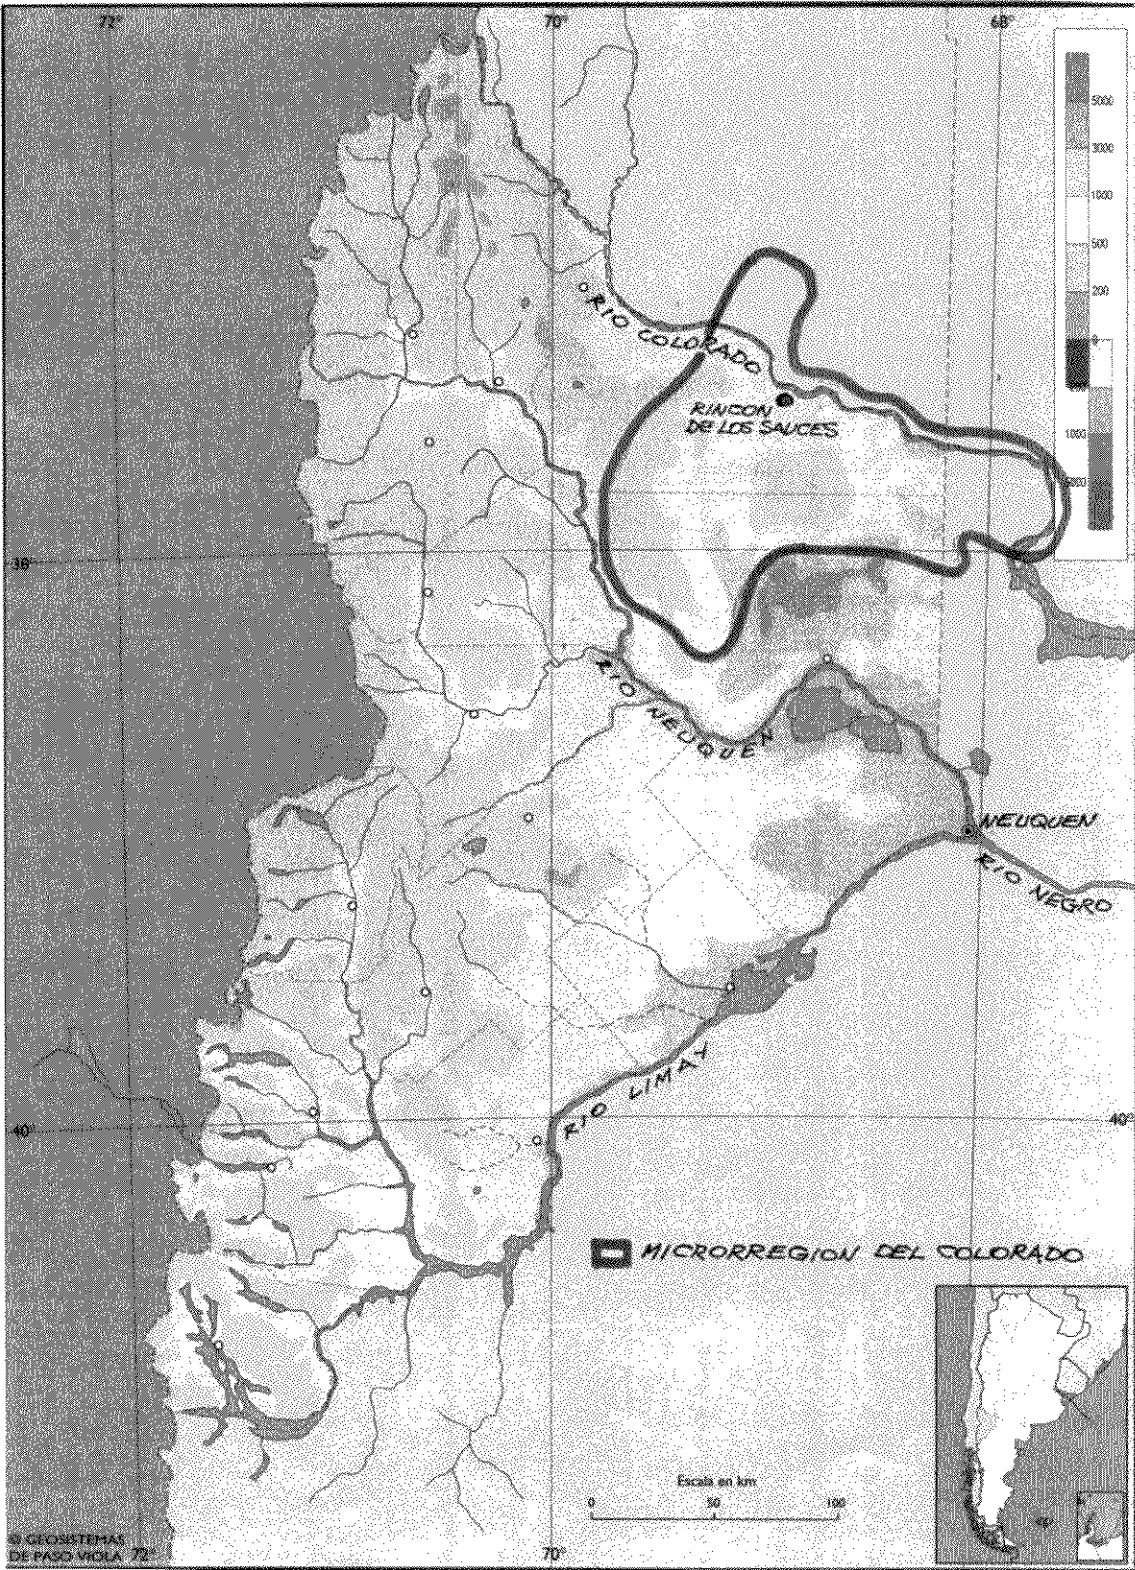 72°
70°
68°
5000
3000
1000
500
200
0
1000
RIO COLORADO
RINCON
DE LOS SAUCES
38°
RIO NEUQUEN
NEUQUEN
RIO NEGRO
RIO LIMAY
40°
40°
MICRORREGION DEL COLORADO
Escala en km
0 50 100
© GEOSISTEMAS
DE PASO VIOLA
72°
70°